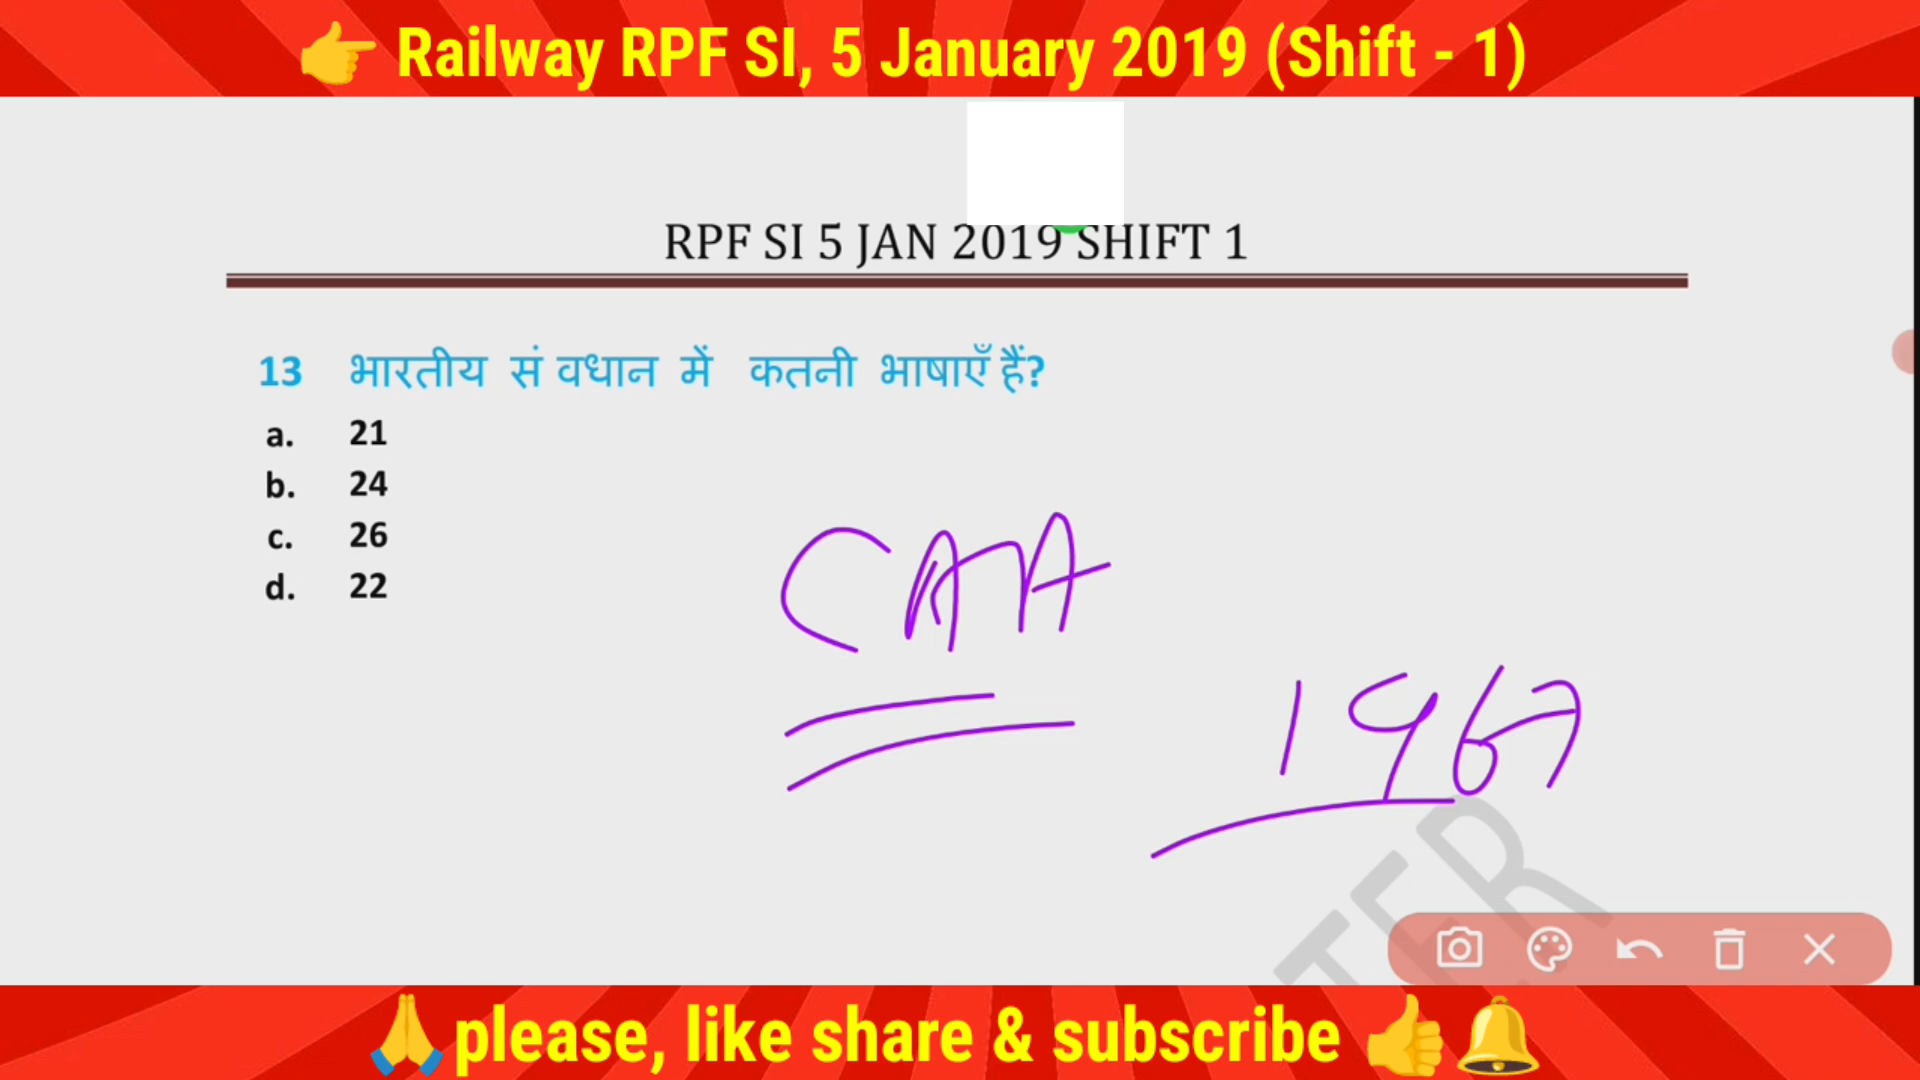 👉 Railway RPF SI, 5 January 2019 (Shift - 1)
RPF SI 5 JAN 2019 SHIFT 1
13 भारतीय सं वधान में कतनी भाषाएँ हैं?
a. 21
b. 24
c. 26
d. 22
CAA
1967
TER
🙏 please, like share & subscribe 👍🔔